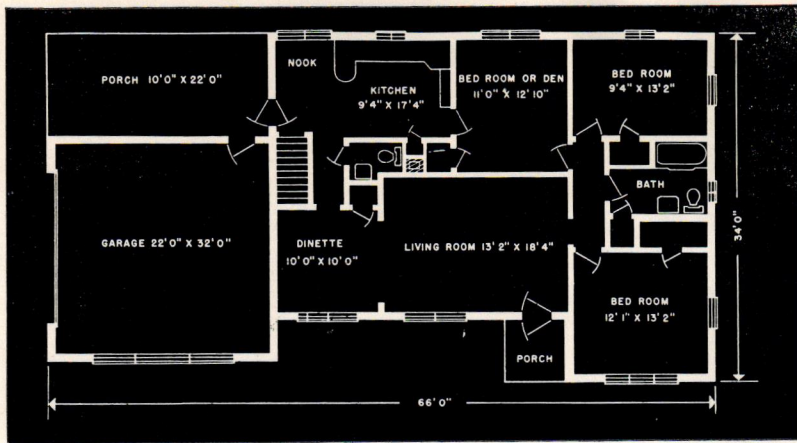 PORCH 10'0" X 22'0"
NOOK
KITCHEN
9'4" X 17'4"
BED ROOM OR DEN
11'0" X 12'10"
BED ROOM
9'4" X 13'2"
BATH
GARAGE 22'0" X 32'0"
DINETTE
10'0" X 10'0"
LIVING ROOM 13'2" X 18'4"
BED ROOM
12'1" X 13'2"
PORCH
34'0"
66'0"